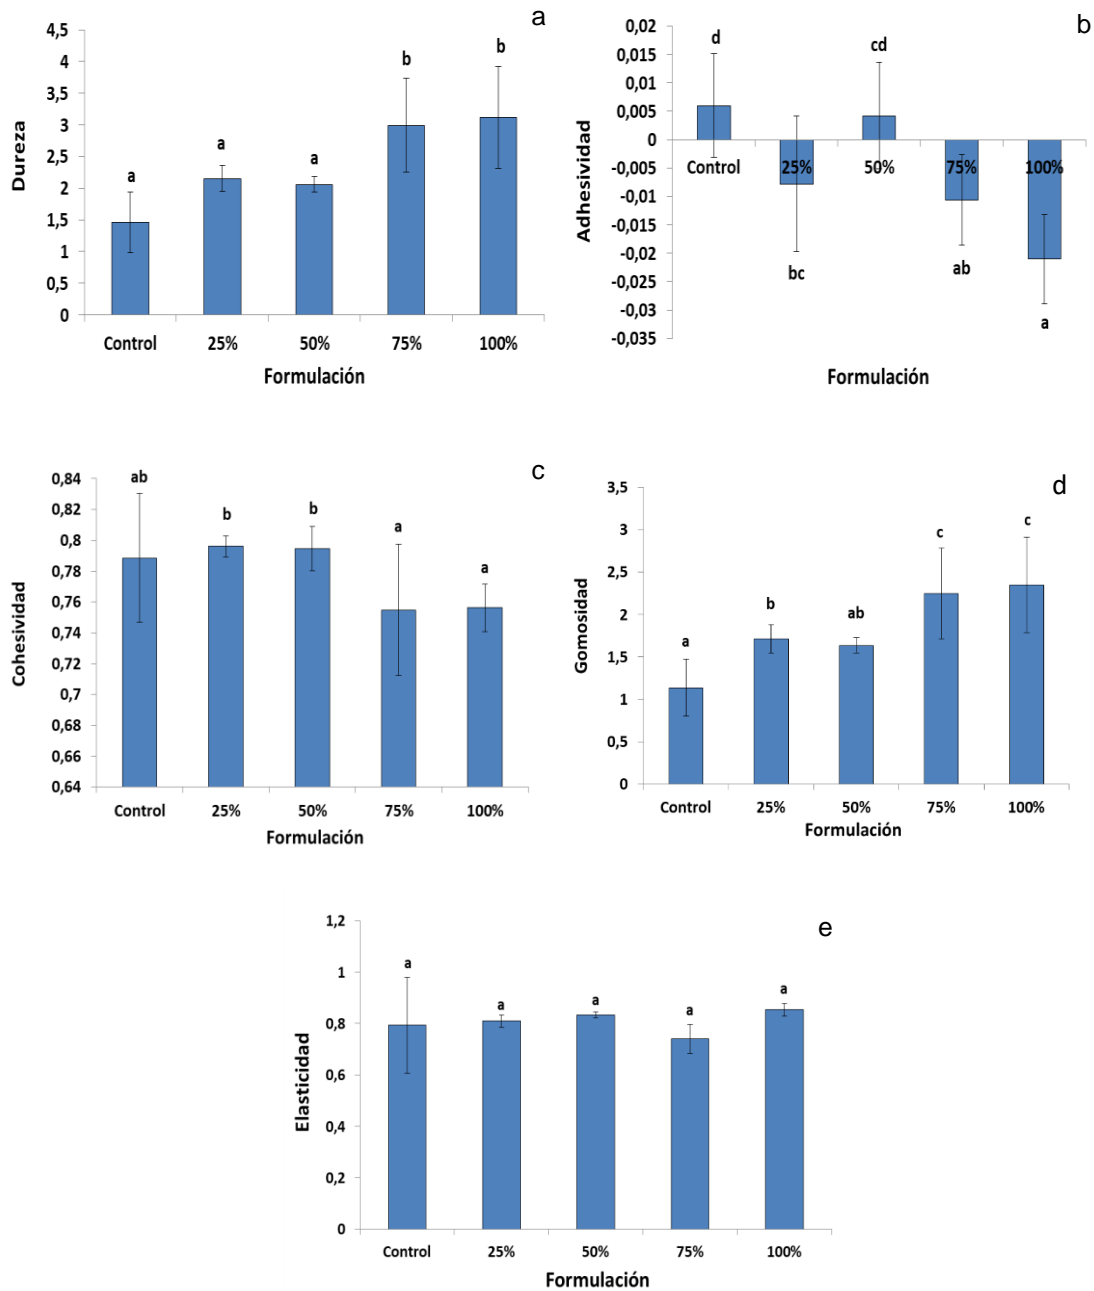 a
Dureza
4,5
4
3,5
3
2,5
2
1,5
1
0,5
0
a
a
a
b
b
Control 25% 50% 75% 100%
Formulación
b
Adhesividad
0,02
0,015
0,01
0,005
0
-0,005
-0,01
-0,015
-0,02
-0,025
-0,03
-0,035
d
bc
cd
ab
a
Control 25% 50% 75% 100%
Formulación
c
Cohesividad
0,84
0,82
0,8
0,78
0,76
0,74
0,72
0,7
0,68
0,66
0,64
ab
b
b
a
a
Control 25% 50% 75% 100%
Formulación
d
Gomosidad
3,5
3
2,5
2
1,5
1
0,5
0
a
b
ab
c
c
Control 25% 50% 75% 100%
Formulación
e
Elasticidad
1,2
1
0,8
0,6
0,4
0,2
0
a
a
a
a
a
Control 25% 50% 75% 100%
Formulación